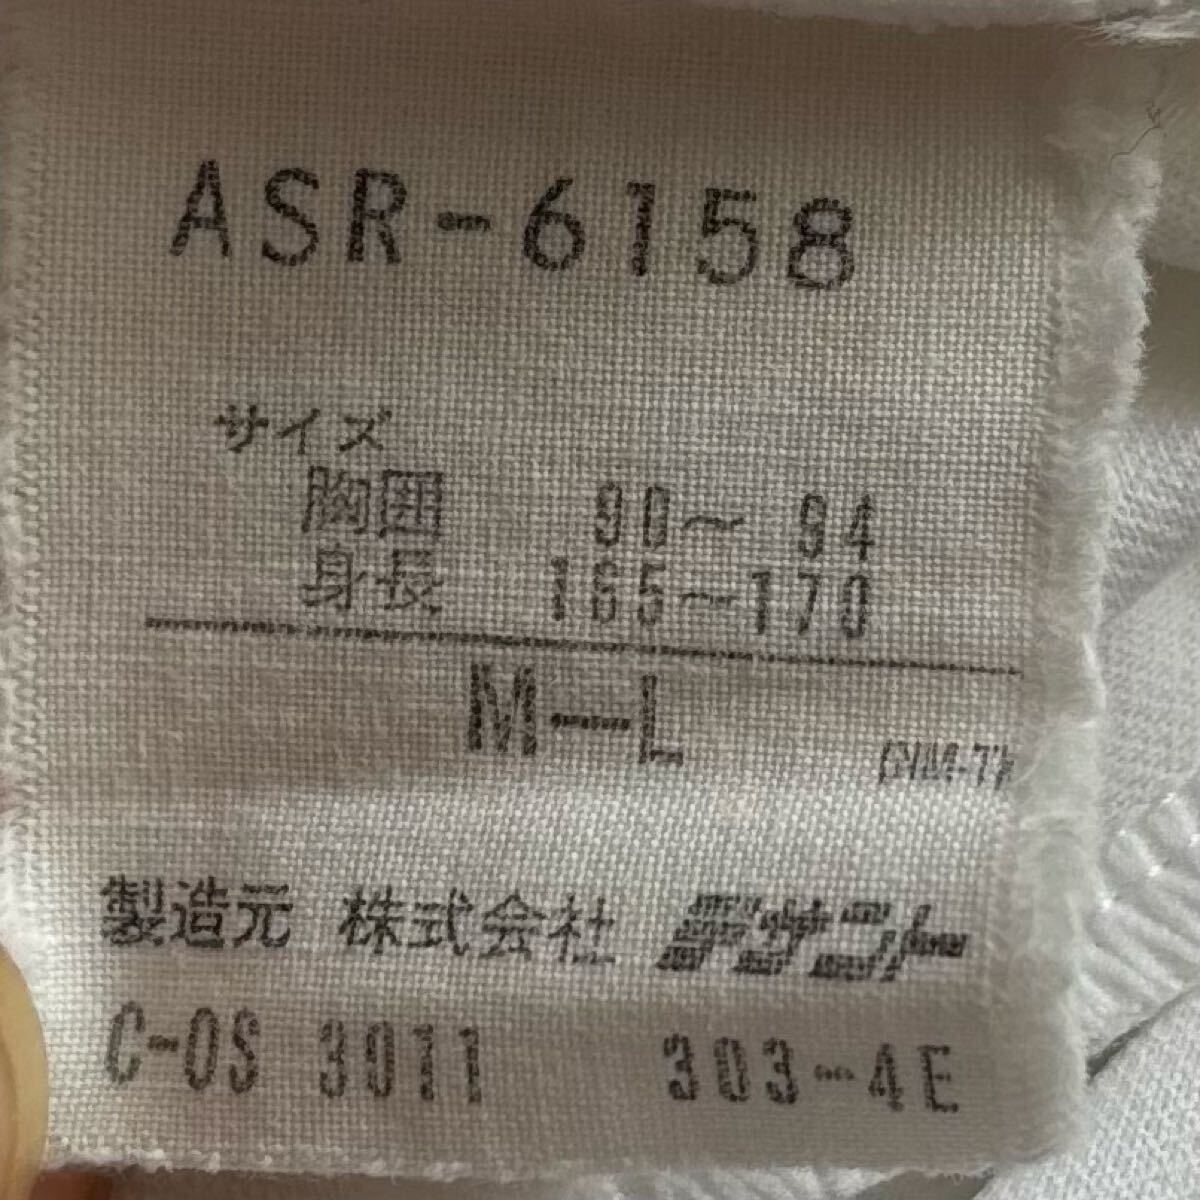 ASR-6158
サイズ
胸囲 90～ 94
身長 165～170
M-L
製造元 株式会社 デサント
C-OS 3011 303-4E